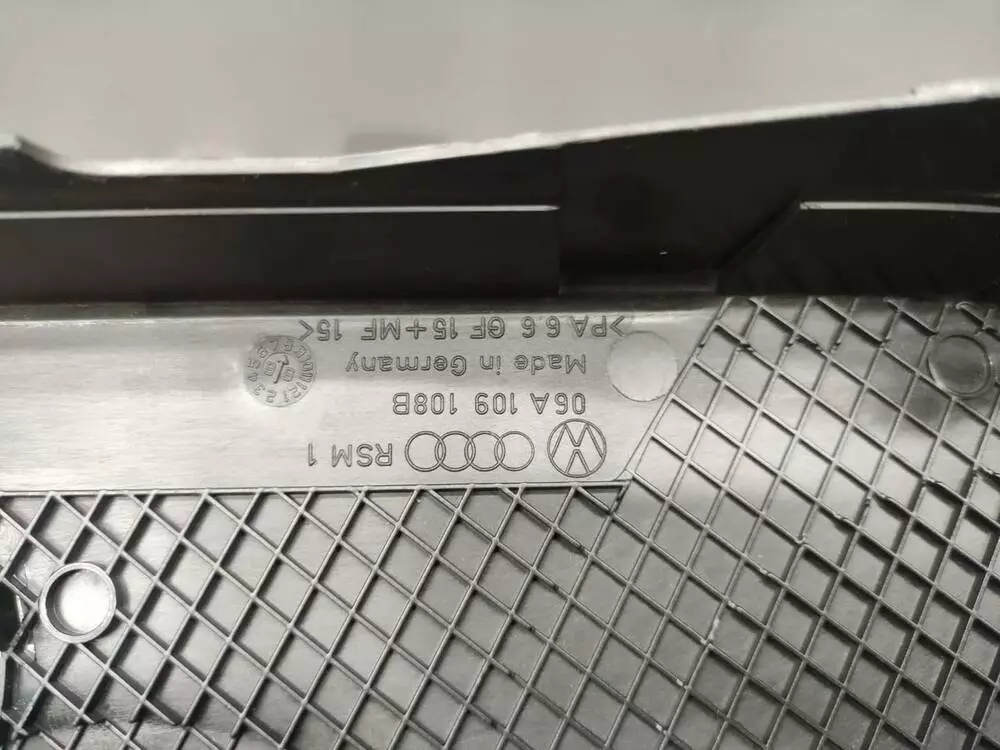 RSM 1
06A 109 108B
Made in Germany
>PA 6.6 GF 15+MF 15<